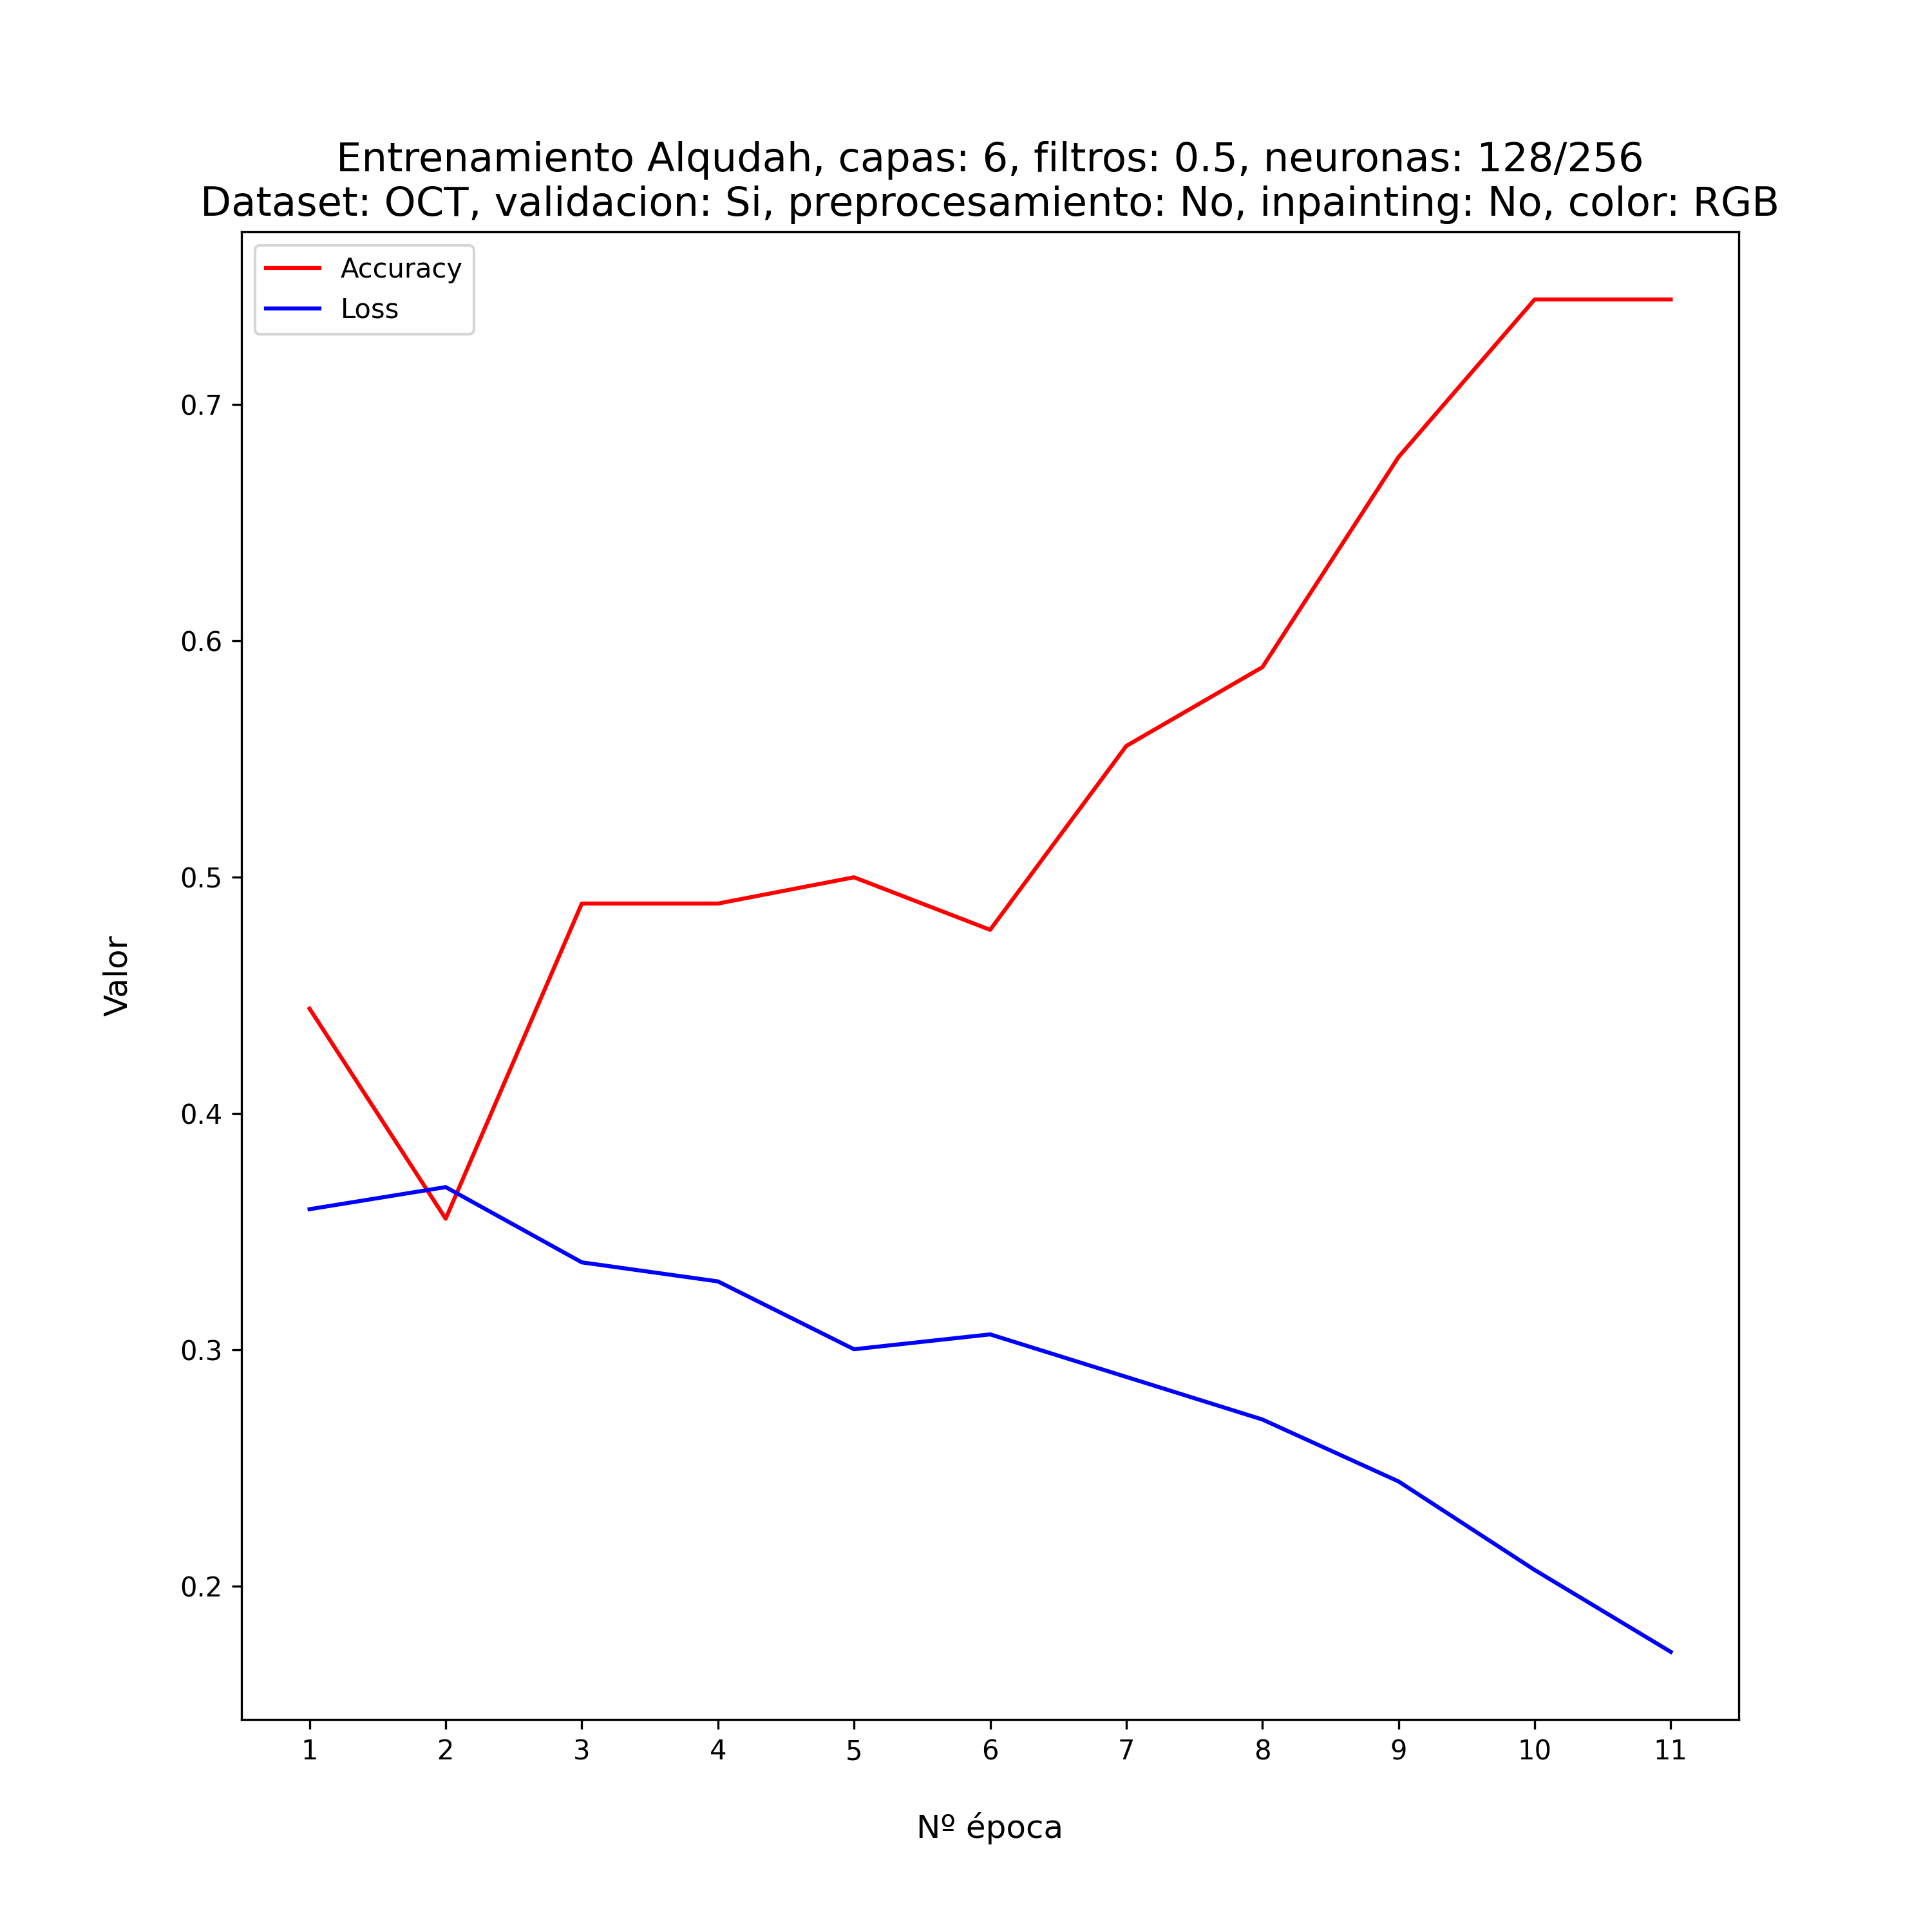 Entrenamiento Alqudah, capas: 6, filtros: 0.5, neuronas: 128/256
Dataset: OCT, validacion: Si, preprocesamiento: No, inpainting: No, color: RGB
Accuracy
Loss
0.7
0.6
0.5
0.4
0.3
0.2
Valor
1 2 3 4 5 6 7 8 9 10 11
Nº época